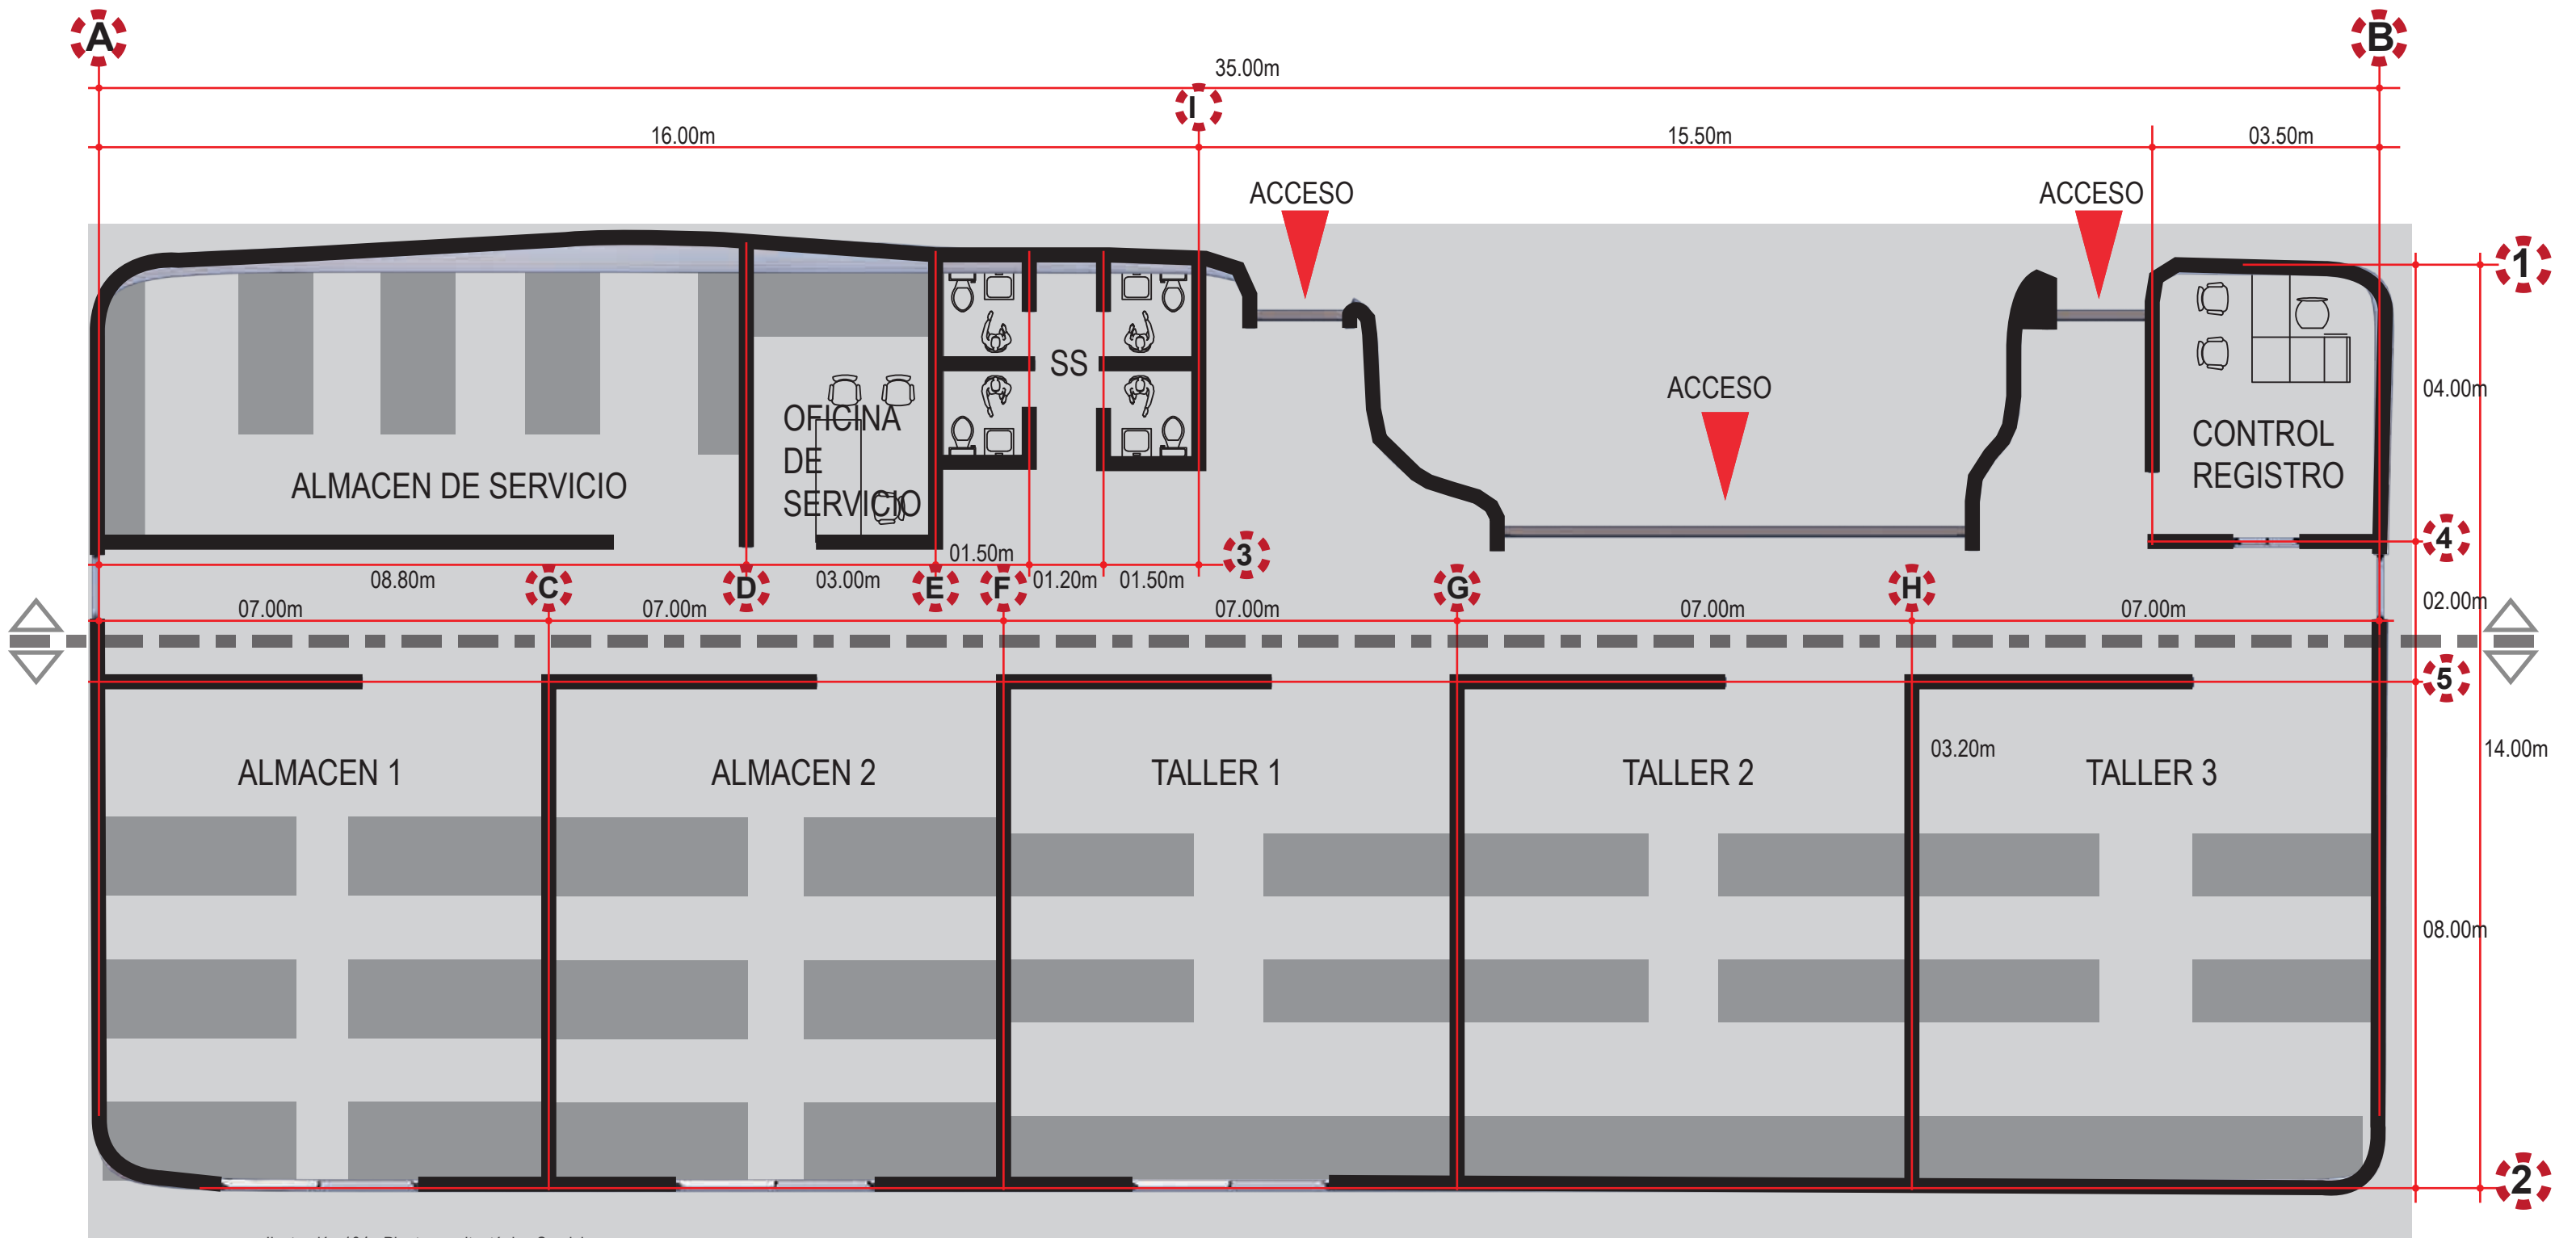 A
B
35.00m
I
16.00m
15.50m
03.50m
ACCESO
ACCESO
1
ACCESO
04.00m
SS
OFICINA
DE
SERVICIO
CONTROL
REGISTRO
ALMACEN DE SERVICIO
01.50m
3
4
08.80m
C
D
03.00m
E
F
01.20m
01.50m
G
H
07.00m
07.00m
07.00m
07.00m
07.00m
02.00m
5
03.20m
14.00m
ALMACEN 1
ALMACEN 2
TALLER 1
TALLER 2
TALLER 3
08.00m
2